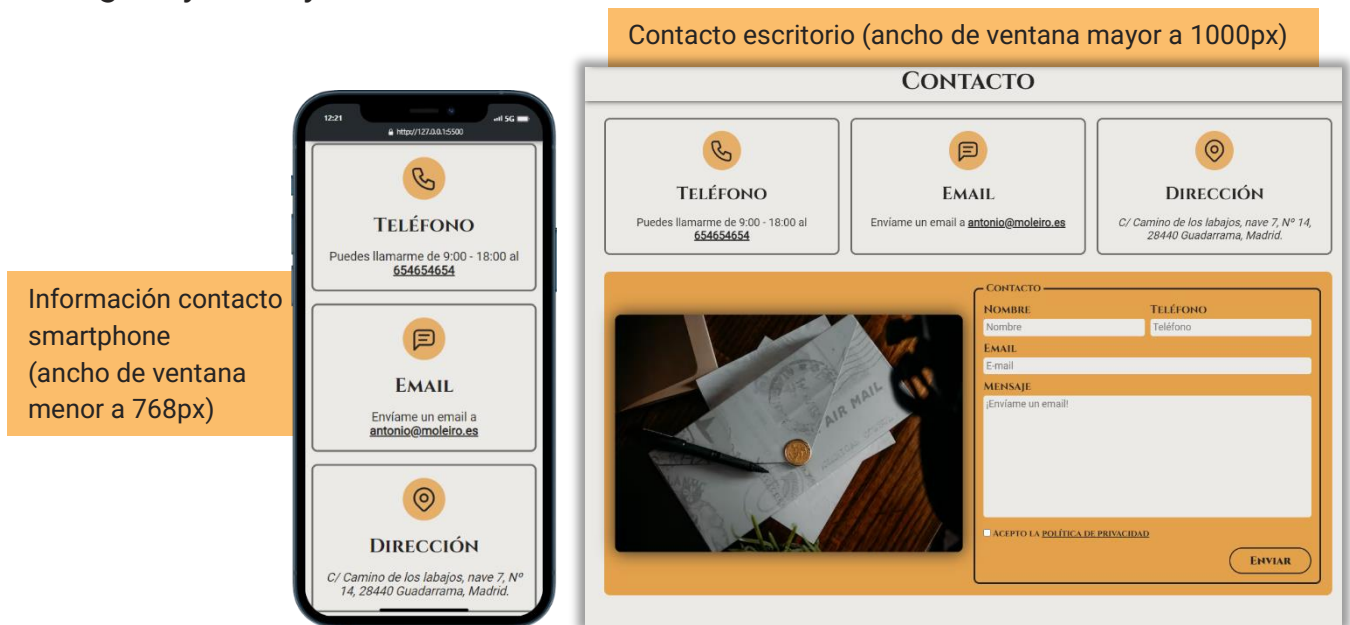 Contacto escritorio (ancho de ventana mayor a 1000px)
Información contacto
smartphone
(ancho de ventana
menor a 768px)
12:21
5G
http://127.0.0.1:5500
Teléfono
Puedes llamarme de 9:00 - 18:00 al
654654654
Email
Envíame un email a
antonio@moleiro.es
Dirección
C/ Camino de los labajos, nave 7, Nº
14, 28440 Guadarrama, Madrid.
Contacto
Teléfono
Puedes llamarme de 9:00 - 18:00 al
654654654
Email
Envíame un email a antonio@moleiro.es
Dirección
C/ Camino de los labajos, nave 7, Nº 14,
28440 Guadarrama, Madrid.
AIR MAIL
Contacto
Nombre
Nombre
Teléfono
Teléfono
Email
E-mail
Mensaje
¡Envíame un email!
Acepto la política de privacidad
Enviar